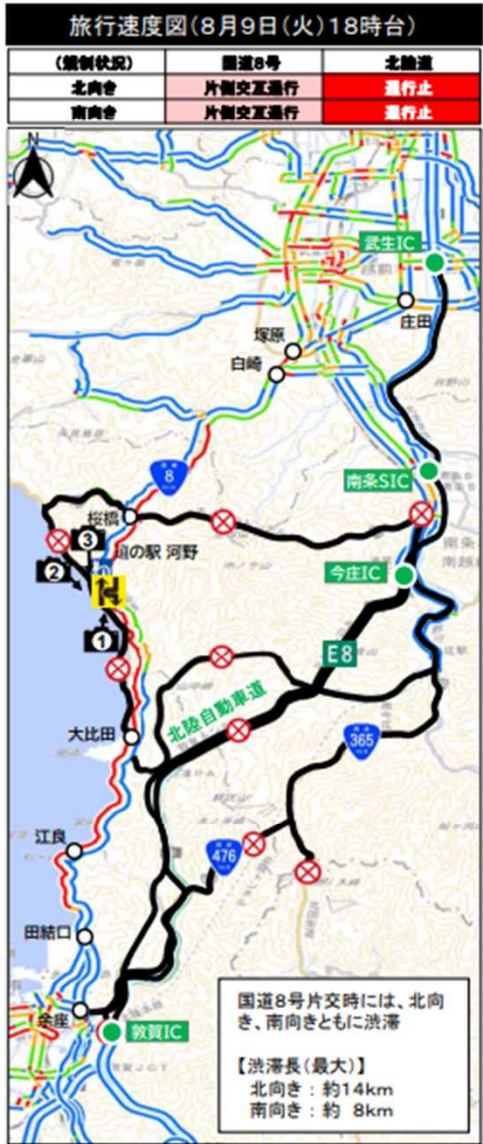 旅行速度図(8月9日(火)18時台)
(規制状況) 国道8号 北陸道
北向き 片側交互通行 通行止
南向き 片側交互通行 通行止
N
武生IC
庄田
塚原
白崎
南条SIC
8
桜橋
3
道の駅 河野
2
今庄IC
1
E8
北陸自動車道
大比田
365
江良
476
田結口
余座
敦賀IC
国道8号片交時には、北向
き、南向きともに渋滞
【渋滞長(最大)】
北向き：約14km
南向き：約 8km